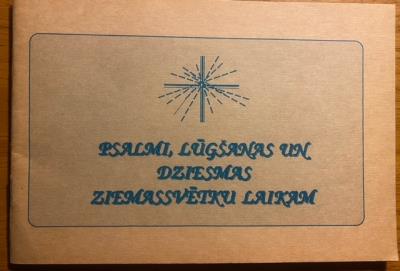 PSALMI, LŪGŠANAS UN
DZIESMAS
ZIEMASSVĒTKU LAIKAM